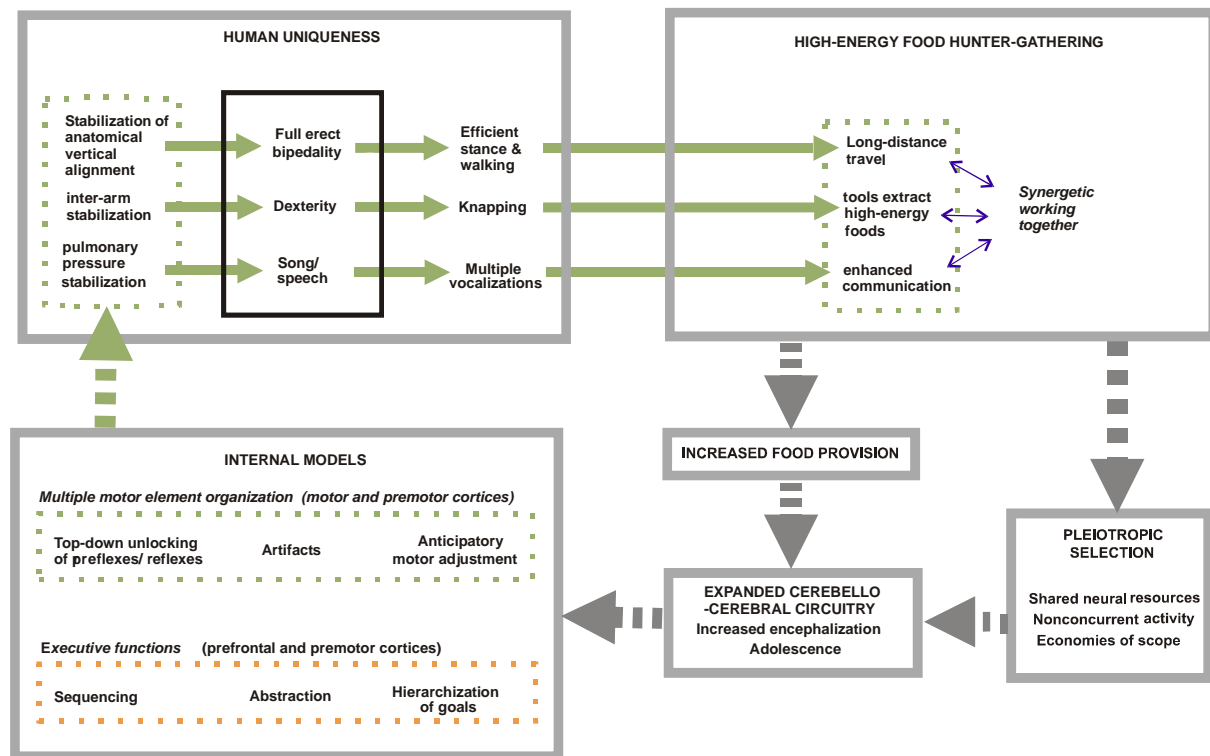 HUMAN UNIQUENESS
Stabilization of
anatomical
vertical
alignment
inter-arm
stabilization
pulmonary
pressure
stabilization
Full erect
bipedality
Dexterity
Song/
speech
Efficient
stance &
walking
Knapping
Multiple
vocalizations
HIGH-ENERGY FOOD HUNTER-GATHERING
Long-distance
travel
tools extract
high-energy
foods
enhanced
communication
Synergetic
working
together
INCREASED FOOD PROVISION
PLEIOTROPIC
SELECTION
Shared neural resources
Nonconcurrent activity
Economies of scope
EXPANDED CEREBELLO
-CEREBRAL CIRCUITRY
Increased encephalization
Adolescence
INTERNAL MODELS
Multiple motor element organization (motor and premotor cortices)
Top-down unlocking
of preflexes/ reflexes
Artifacts
Anticipatory
motor adjustment
Executive functions (prefrontal and premotor cortices)
Sequencing
Abstraction
Hierarchization
of goals